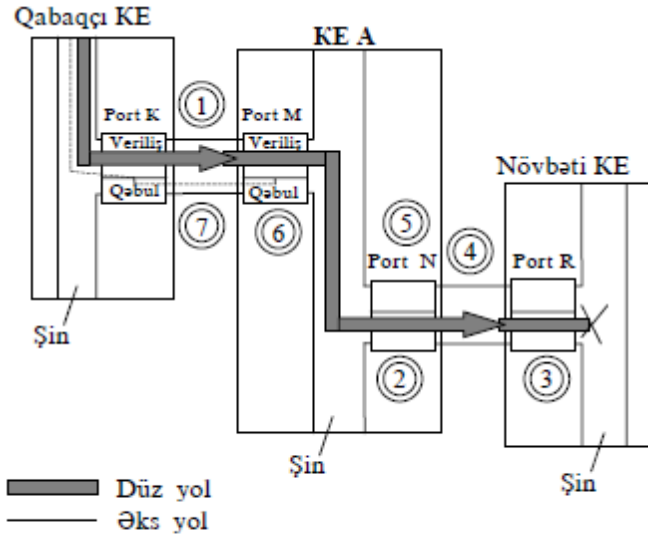 Qabaqçı KE
KE A
Port K
1
Port M
Veriliş
Veriliş
Növbəti KE
Qəbul
Qəbul
7
6
5
4
Port N
Port R
Şin
2
3
Şin
Şin
Düz yol
Əks yol